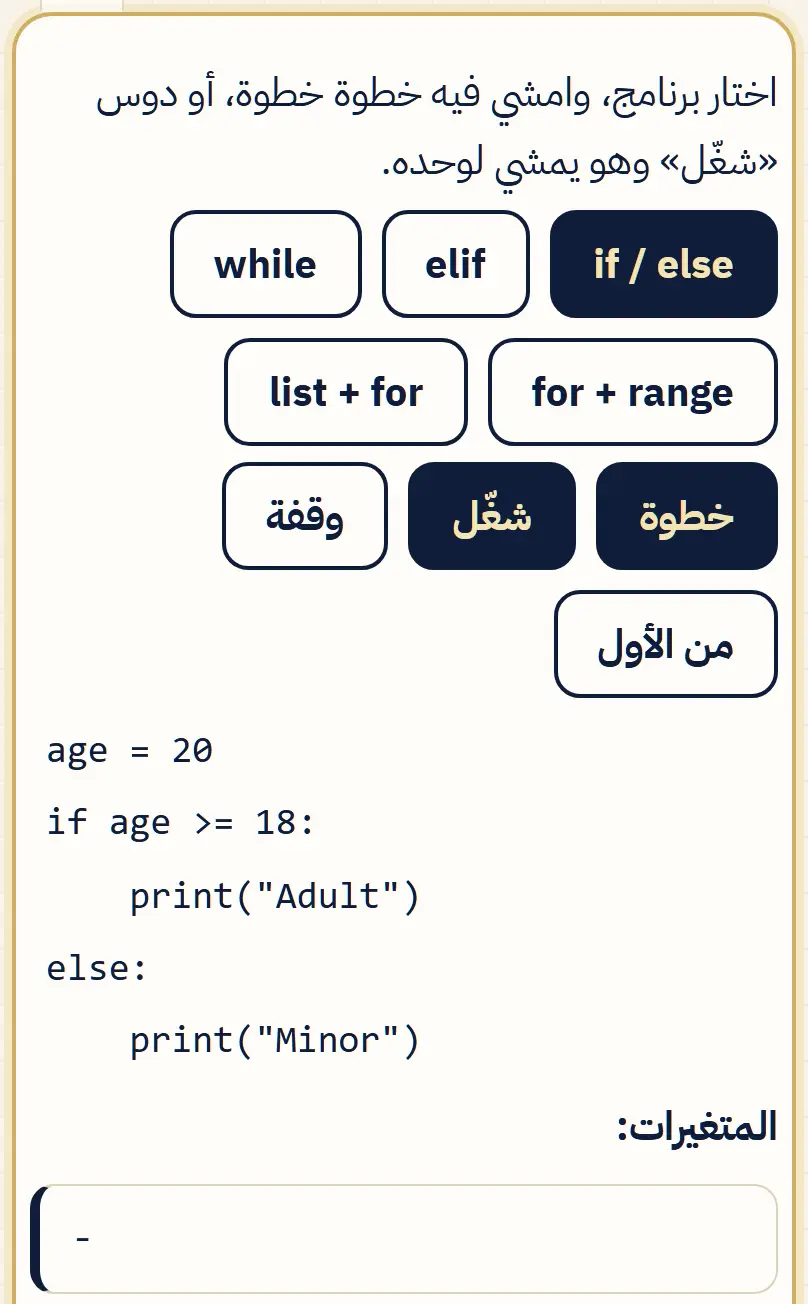 اختار برنامج، وامشي فيه خطوة خطوة، أو دوس
«شغّل» وهو يمشي لوحده.
if / else
elif
while
for + range
list + for
خطوة
شغّل
وقفة
من الأول
age = 20
if age >= 18:
    print("Adult")
else:
    print("Minor")
المتغيرات:
-